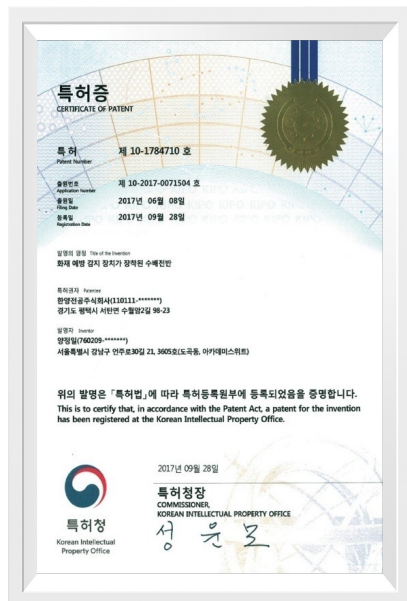 특허증
CERTIFICATE OF PATENT
특 허 제 10-1784710 호
Patent Number
출원번호 제 10-2017-0071504 호
Application Number
출원일 2017년 06월 08일
Filing Date
등록일 2017년 09월 28일
Registration Date
발명의 명칭 Title of the Invention
화재 예방 감지 장치가 장착된 수배전반
특허권자 Patentee
한양전공주식회사(110111-*******)
경기도 평택시 서탄면 수월암2길 98-23
발명자 Inventor
양정일(760209-*******)
서울특별시 강남구 언주로30길 21, 3605호(도곡동, 아카데미스위트)
위의 발명은 「특허법」에 따라 특허등록원부에 등록되었음을 증명합니다.
This is to certify that, in accordance with the Patent Act, a patent for the invention
has been registered at the Korean Intellectual Property Office.
2017년 09월 28일
특허청장
COMMISSIONER,
KOREAN INTELLECTUAL PROPERTY OFFICE
성윤모
특허청
Korean Intellectual
Property Office